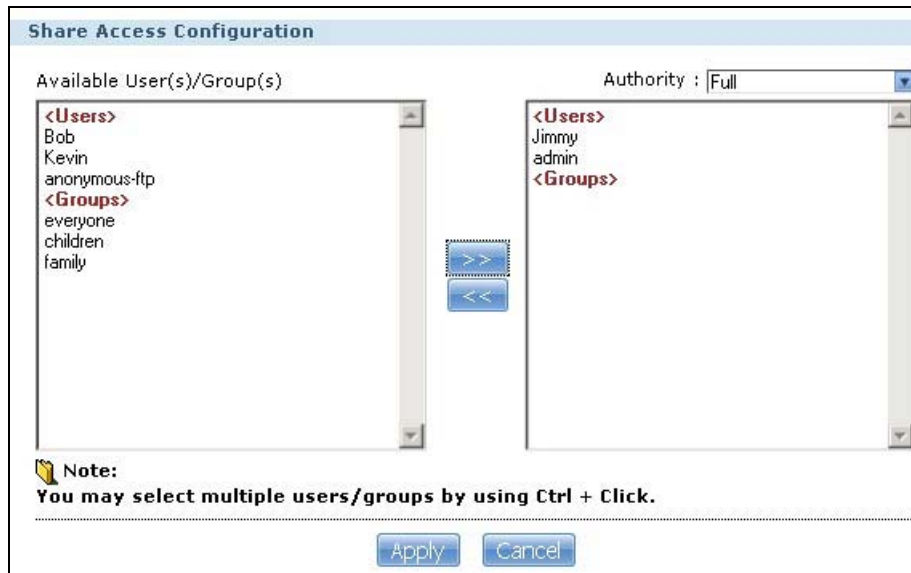 Share Access Configuration
Available User(s)/Group(s)
Authority : Full
<Users>
Bob
Kevin
anonymous-ftp
<Groups>
everyone
children
family
>>
<<
<Users>
Jimmy
admin
<Groups>
Note:
You may select multiple users/groups by using Ctrl + Click.
Apply Cancel